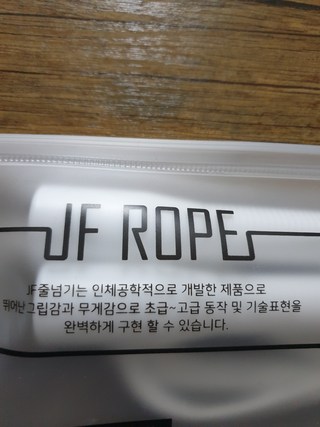 JF ROPE
JF줄넘기는 인체공학적으로 개발한 제품으로
뛰어난 그립감과 무게감으로 초급~고급 동작 및 기술표현을
완벽하게 구현 할 수 있습니다.